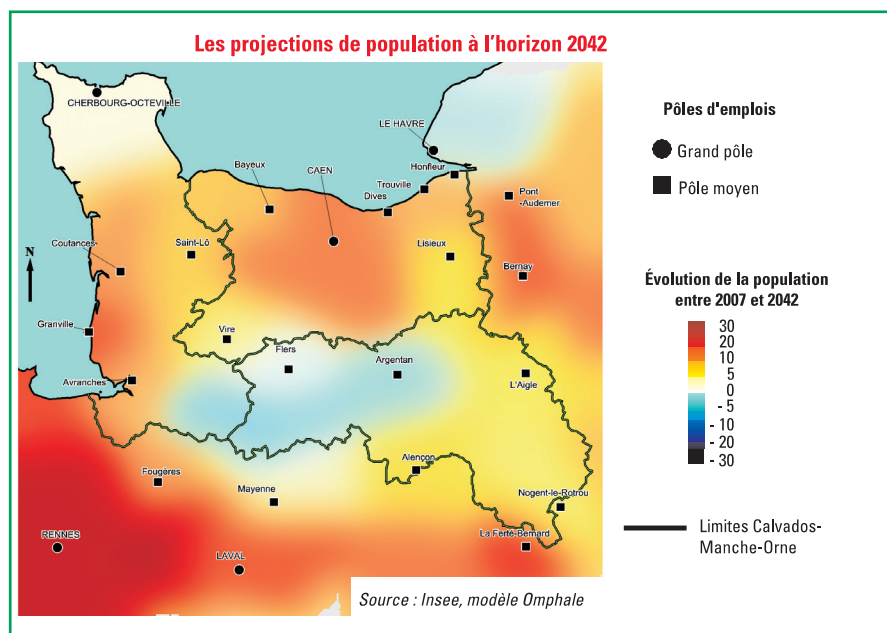 Les projections de population à l'horizon 2042
CHERBOURG-OCTEVILLE
LE HAVRE
Honfleur
Bayeux
CAEN
Trouville
Dives
Pont
-Audemer
Coutances
Saint-Lô
Lisieux
Bernay
N
Granville
Vire
Flers
Argentan
L'Aigle
Avranches
Alençon
Fougères
Mayenne
Nogent-le-Rotrou
RENNES
LAVAL
La Ferté-Bernard
Source : Insee, modèle Omphale
Pôles d'emplois
Grand pôle
Pôle moyen
Évolution de la population
entre 2007 et 2042
30
20
10
5
0
- 5
- 10
- 20
- 30
Limites Calvados-
Manche-Orne